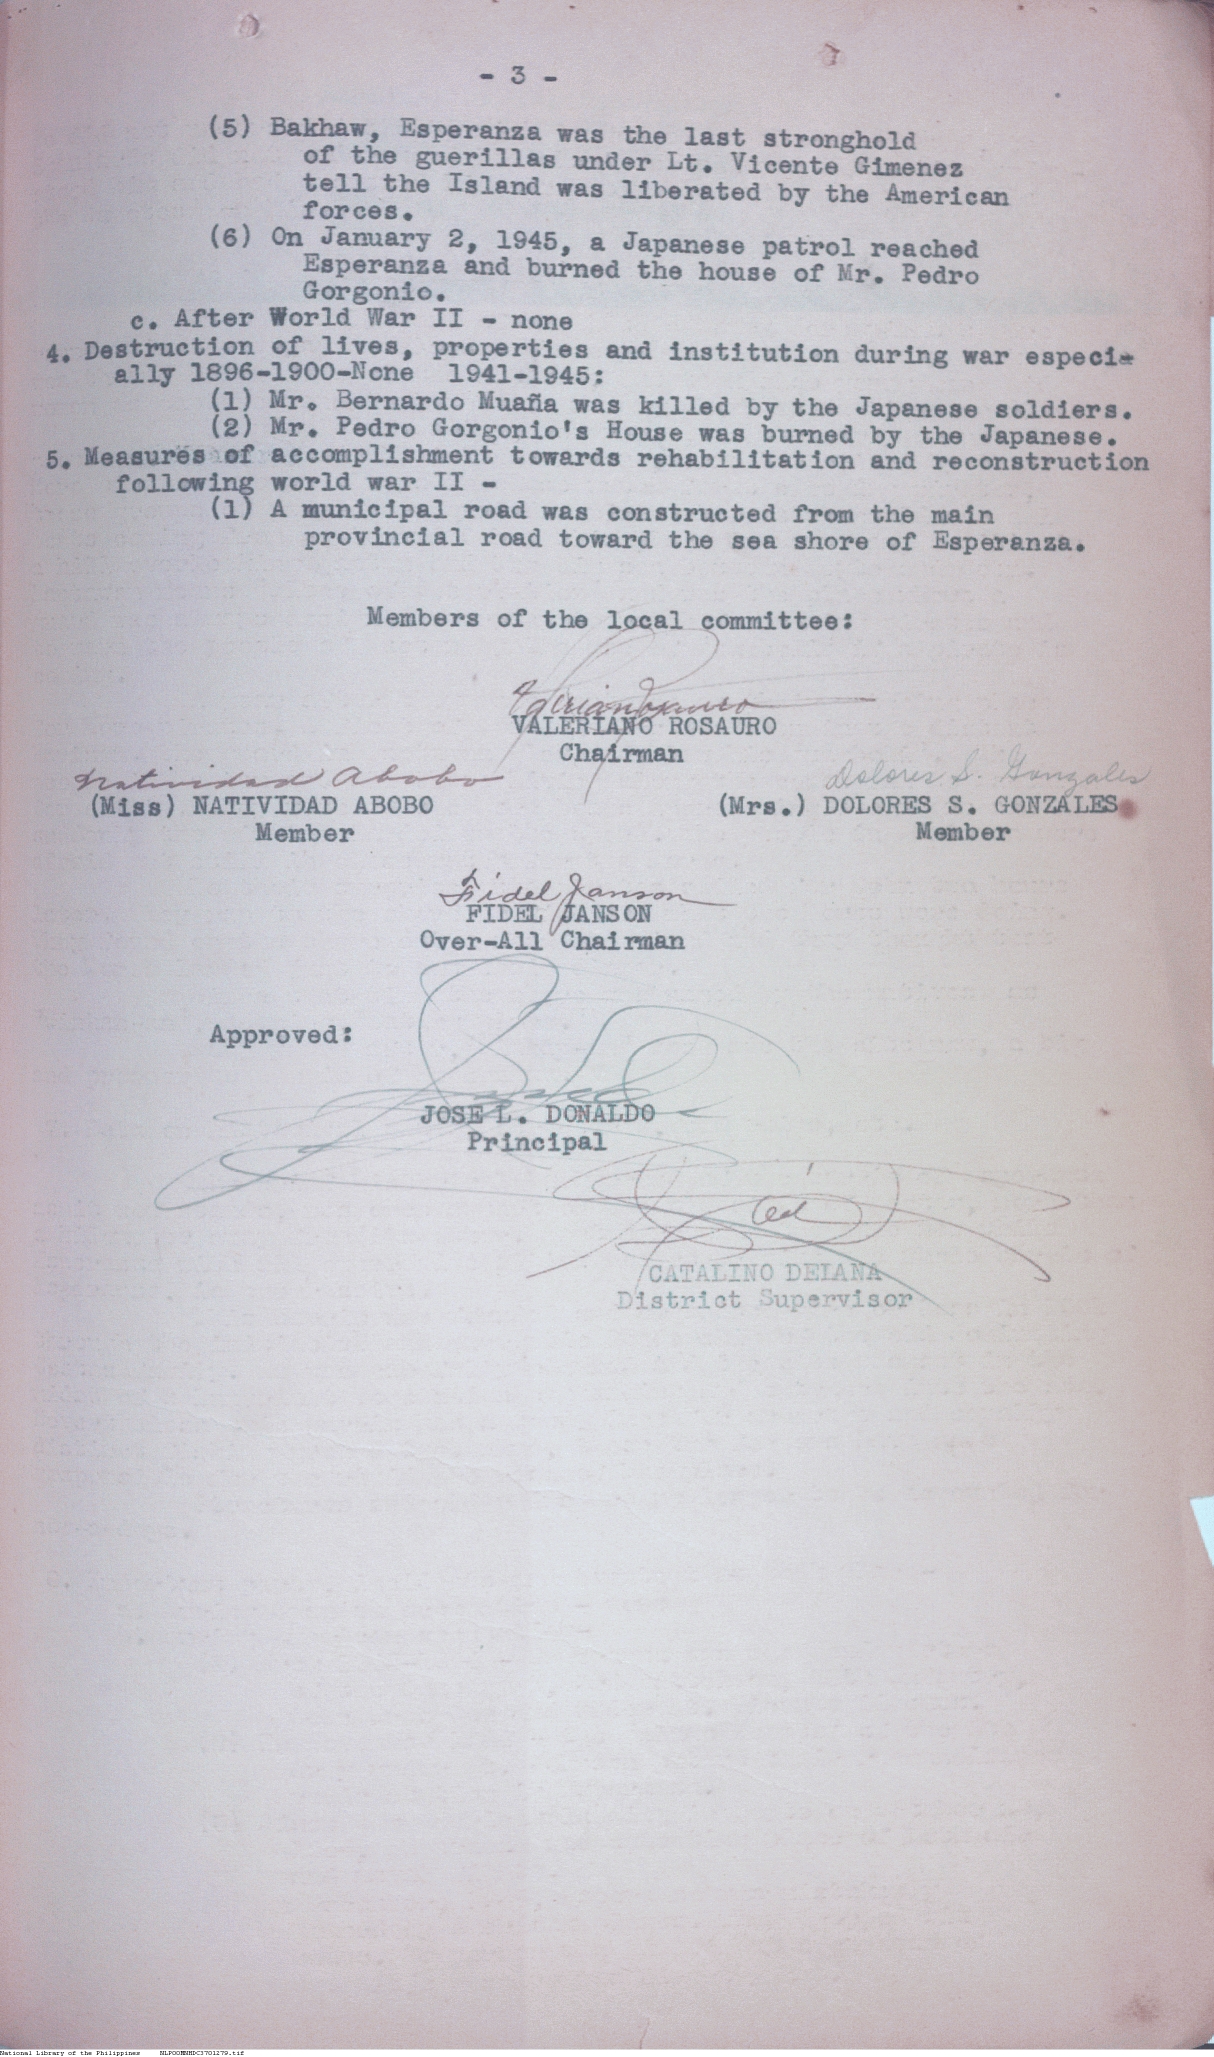 - 3 -
(5) Bakhaw, Esperanza was the last stronghold
of the guerillas under Lt. Vicente Gimenez
tell the Island was liberated by the American
forces.
(6) On January 2, 1945, a Japanese patrol reached
Esperanza and burned the house of Mr. Pedro
Gorgonio.
c. After World War II - none
4. Destruction of lives, properties and institution during war especi-
ally 1896-1900-None 1941-1945:
(1) Mr. Bernardo Muaña was killed by the Japanese soldiers.
(2) Mr. Pedro Gorgonio's House was burned by the Japanese.
5. Measures of accomplishment towards rehabilitation and reconstruction
following world war II -
(1) A municipal road was constructed from the main
provincial road toward the sea shore of Esperanza.
Members of the local committee:
VALERIANO ROSAURO
Chairman
Natividad Abobo
(Miss) NATIVIDAD ABOBO
Member
Dolores S. Gonzales
(Mrs.) DOLORES S. GONZALES
Member
Fidel Janson
FIDEL JANSON
Over-All Chairman
Approved:
JOSE L. DONALDO
Principal
CATALINO DEIANA
District Supervisor
National Library of the Philippines NLPOOMNHDC3701279.tif